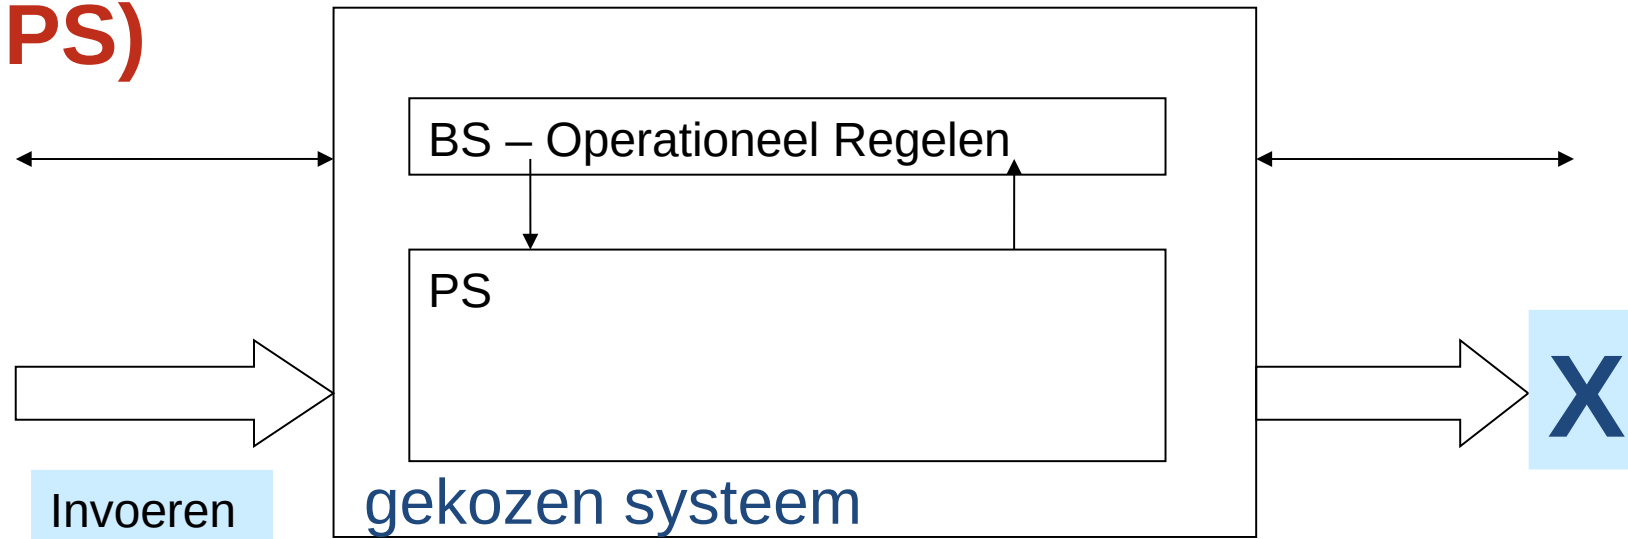 PS)
BS – Operationeel Regelen
PS
X
Invoeren
gekozen systeem